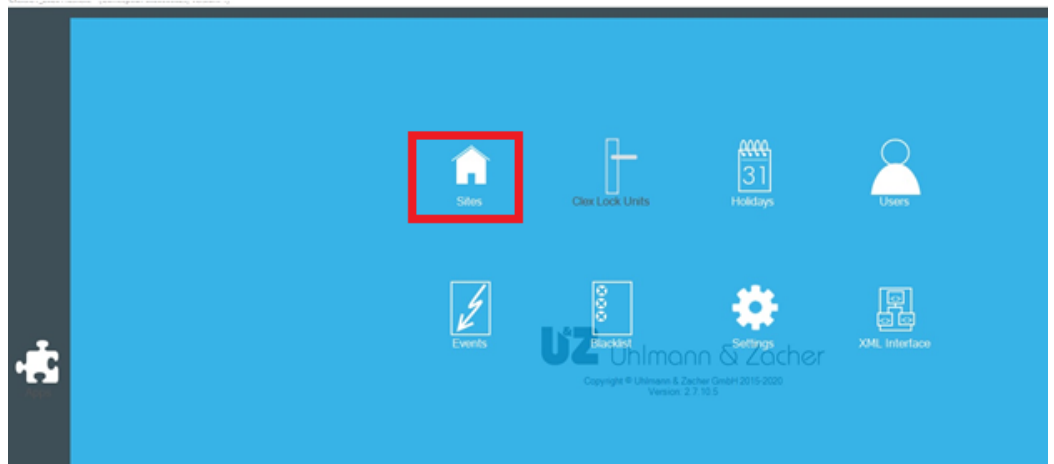 Sites
Clex Lock Units
Holidays
31
Users
Events
Blacklist
Settings
XML Interface
U&Z Uhlmann & Zacher
Copyright © Uhlmann & Zacher GmbH 2015-2020
Version: 2.7.10.5
Apps